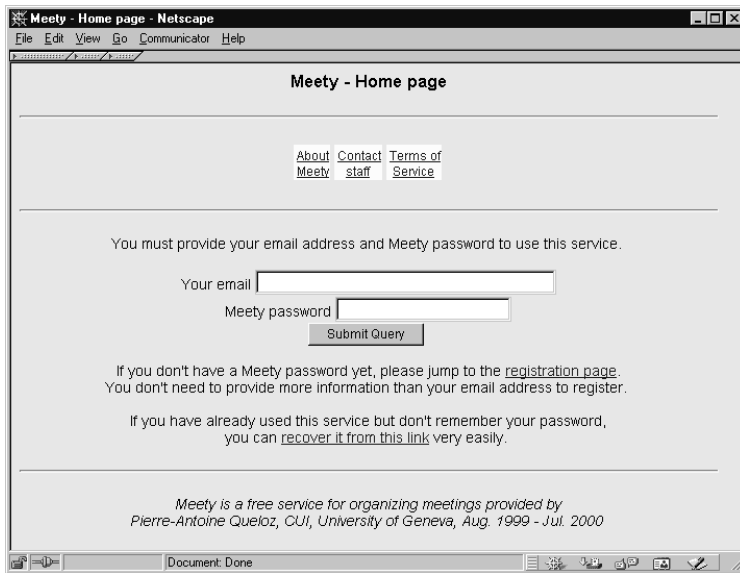 Meety - Home page - Netscape
File Edit View Go Communicator Help
Meety - Home page
About Contact Terms of
Meety staff Service
You must provide your email address and Meety password to use this service.
Your email
Meety password
Submit Query
If you don't have a Meety password yet, please jump to the registration page.
You don't need to provide more information than your email address to register.
If you have already used this service but don't remember your password,
you can recover it from this link very easily.
Meety is a free service for organizing meetings provided by
Pierre-Antoine Queloz, CUI, University of Geneva, Aug. 1999 - Jul. 2000
Document: Done